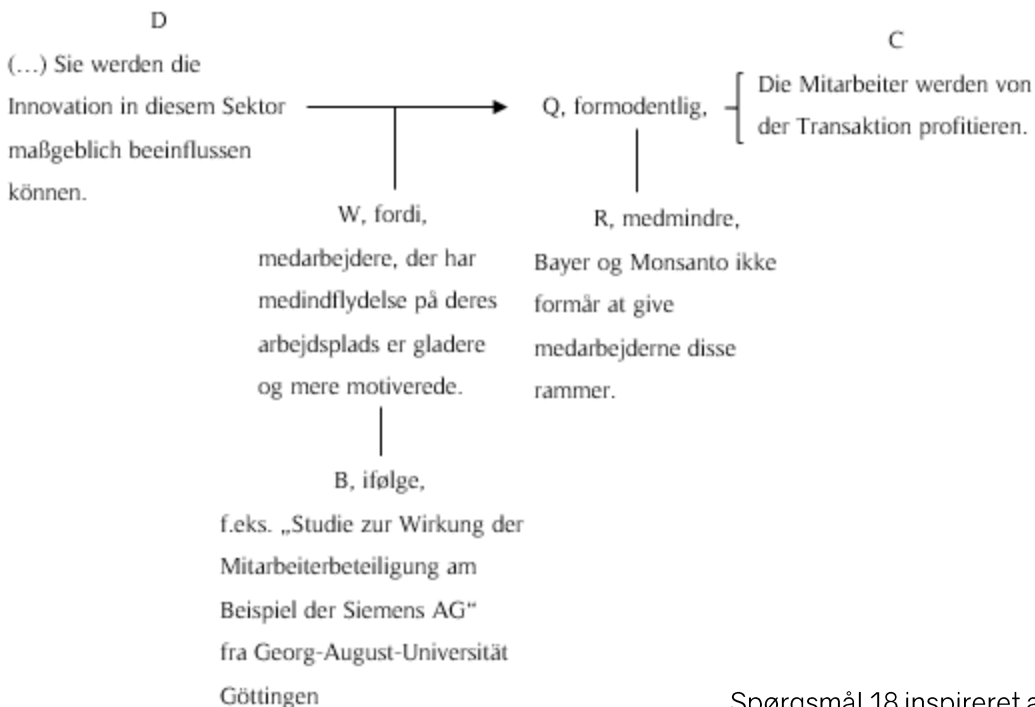 D
(...) Sie werden die
Innovation in diesem Sektor
maßgeblich beeinflussen
können.
Q, formodentlig,
C
Die Mitarbeiter werden von
der Transaktion profitieren.
W, fordi,
medarbejdere, der har
medindflydelse på deres
arbejdsplads er gladere
og mere motiverede.
R, medmindre,
Bayer og Monsanto ikke
formår at give
medarbejderne disse
rammer.
B, ifølge,
f.eks. „Studie zur Wirkung der
Mitarbeiterbeteiligung am
Beispiel der Siemens AG“
fra Georg-August-Universität
Göttingen
Spørgsmål 18 inspireret